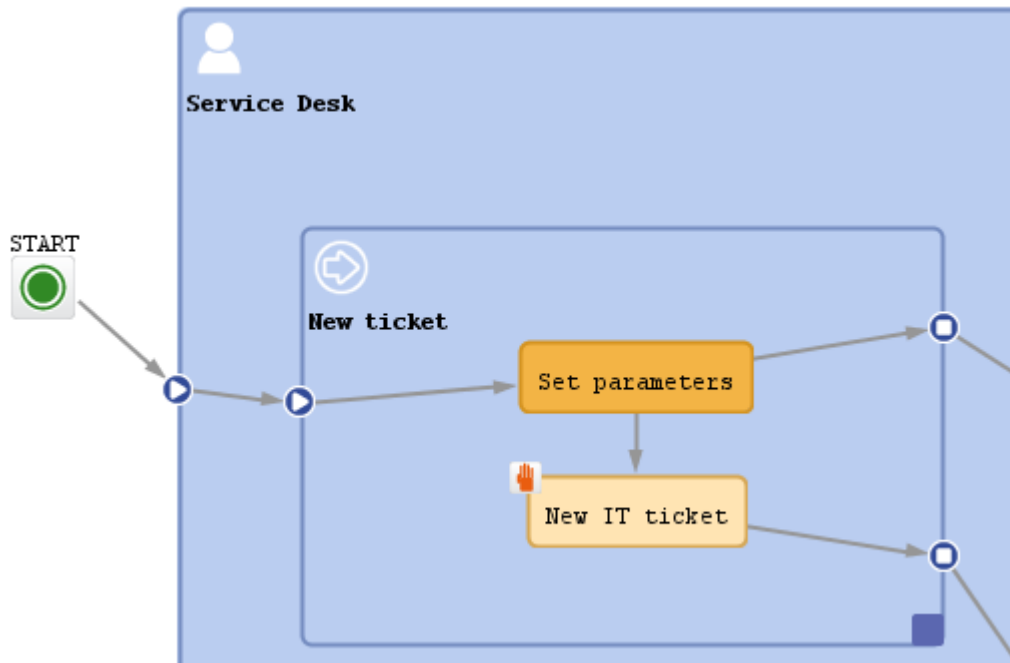 Service Desk
START
New ticket
Set parameters
New IT ticket